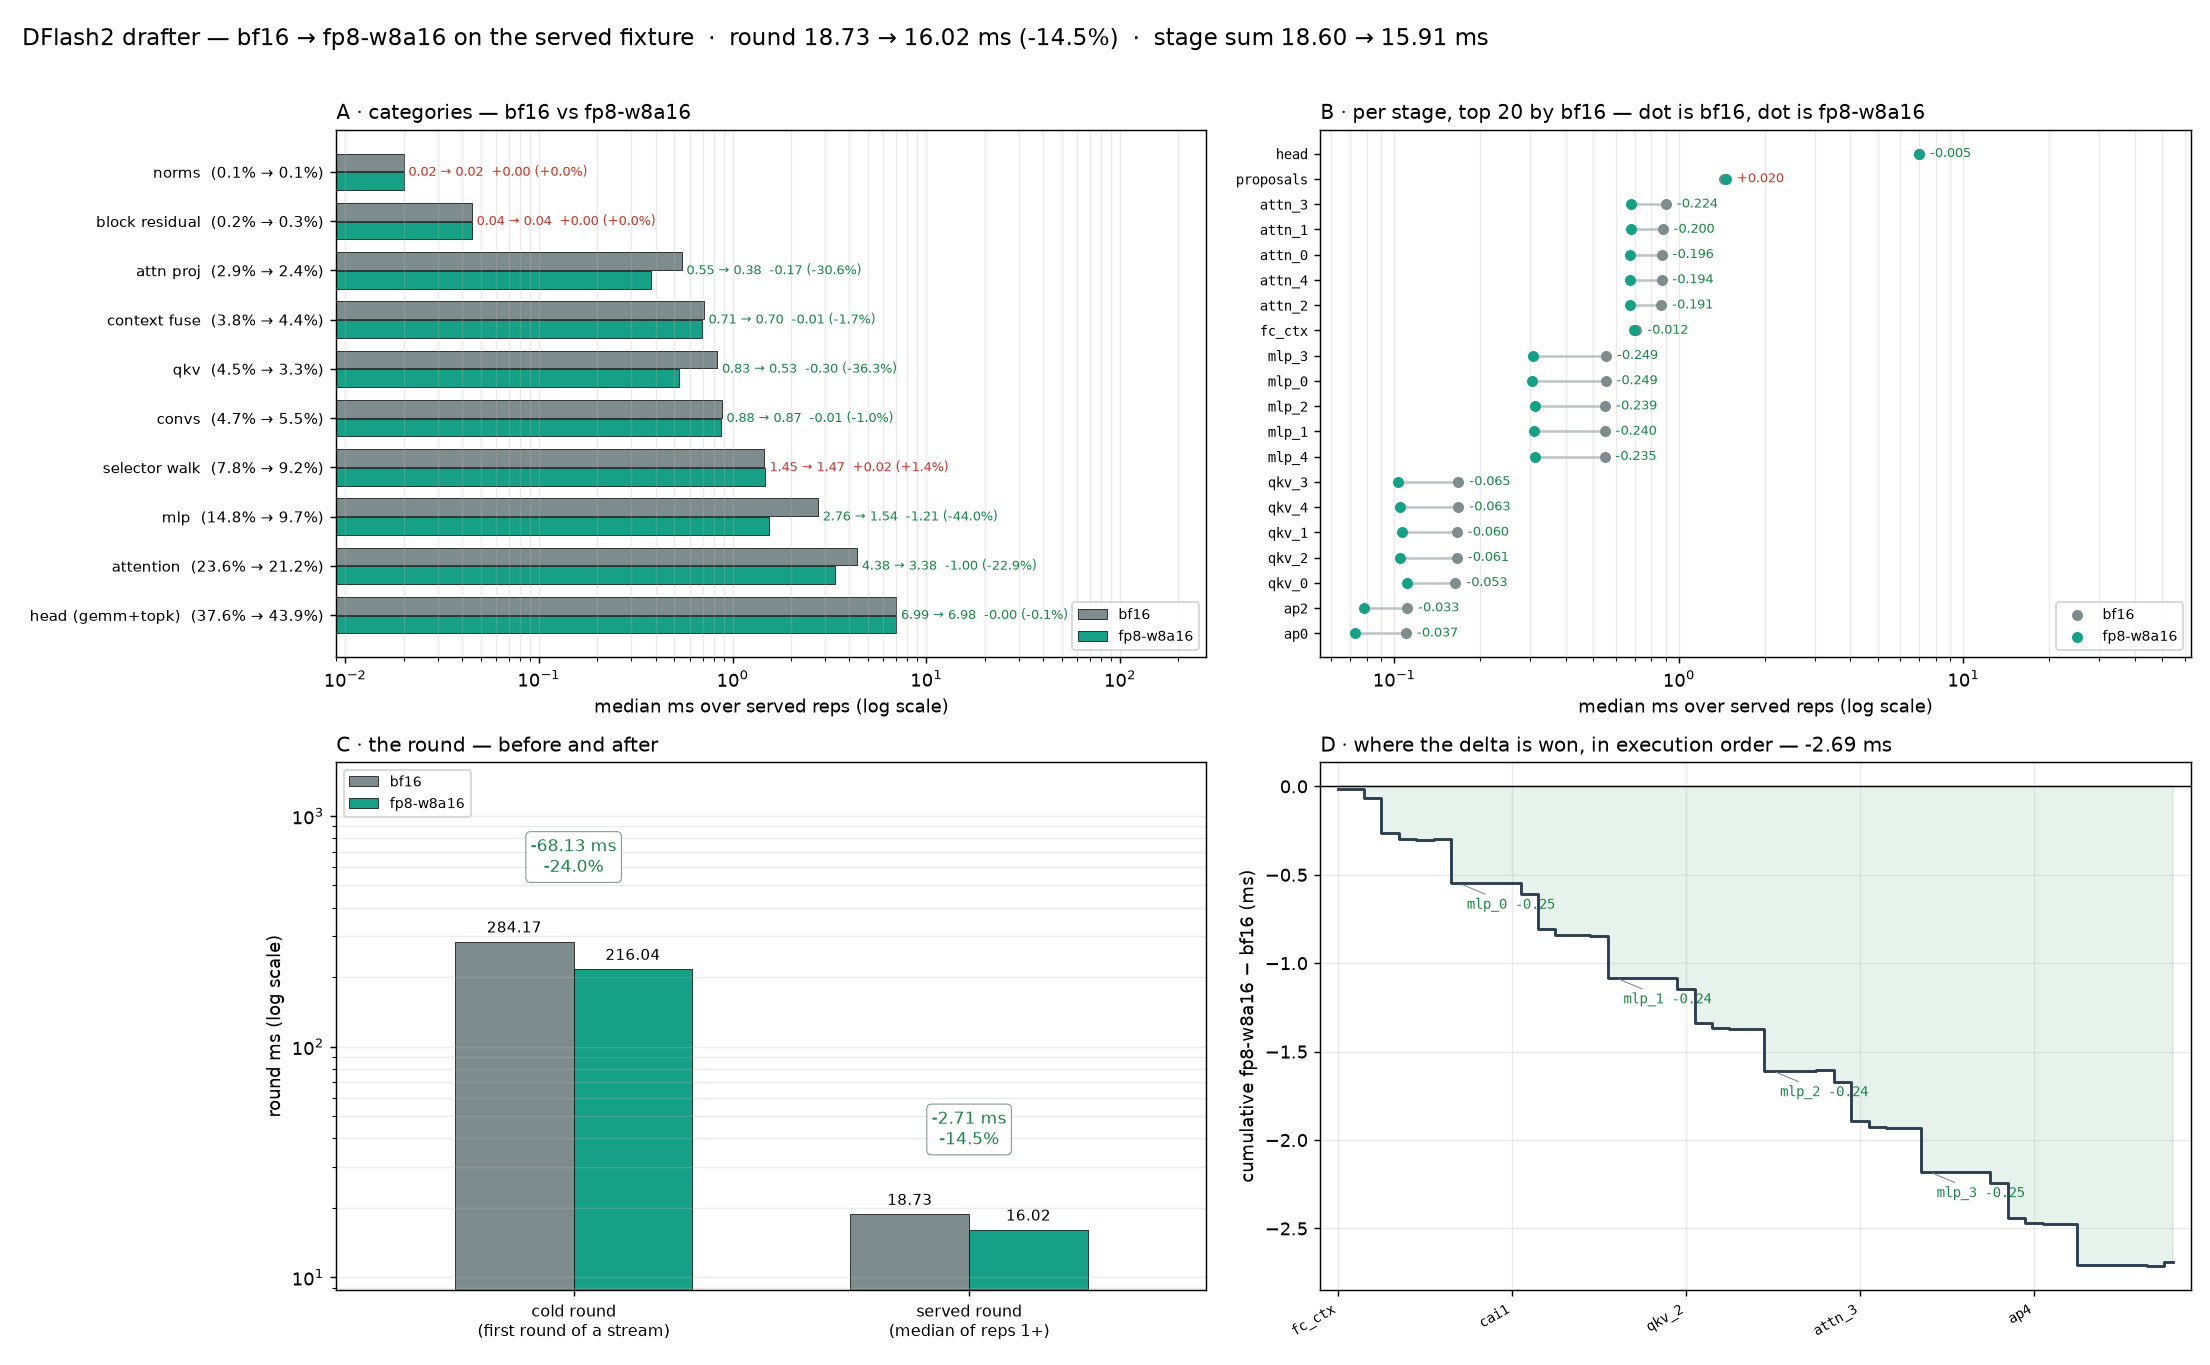 DFlash2 drafter — bf16 → fp8-w8a16 on the served fixture · round 18.73 → 16.02 ms (-14.5%) · stage sum 18.60 → 15.91 ms
A · categories — bf16 vs fp8-w8a16
norms (0.1% → 0.1%)
0.02 → 0.02 +0.00 (+0.0%)
block residual (0.2% → 0.3%)
0.04 → 0.04 +0.00 (+0.0%)
attn proj (2.9% → 2.4%)
0.55 → 0.38 -0.17 (-30.6%)
context fuse (3.8% → 4.4%)
0.71 → 0.70 -0.01 (-1.7%)
qkv (4.5% → 3.3%)
0.83 → 0.53 -0.30 (-36.3%)
convs (4.7% → 5.5%)
0.88 → 0.87 -0.01 (-1.0%)
selector walk (7.8% → 9.2%)
1.45 → 1.47 +0.02 (+1.4%)
mlp (14.8% → 9.7%)
2.76 → 1.54 -1.21 (-44.0%)
attention (23.6% → 21.2%)
4.38 → 3.38 -1.00 (-22.9%)
head (gemm+topk) (37.6% → 43.9%)
6.99 → 6.98 -0.00 (-0.1%)
bf16
fp8-w8a16
10⁻² 10⁻¹ 10⁰ 10¹ 10²
median ms over served reps (log scale)
B · per stage, top 20 by bf16 — dot is bf16, dot is fp8-w8a16
head -0.005
proposals +0.020
attn_3 -0.224
attn_1 -0.200
attn_0 -0.196
attn_4 -0.194
attn_2 -0.191
fc_ctx -0.012
mlp_3 -0.249
mlp_0 -0.249
mlp_2 -0.239
mlp_1 -0.240
mlp_4 -0.235
qkv_3 -0.065
qkv_4 -0.063
qkv_1 -0.060
qkv_2 -0.061
qkv_0 -0.053
ap2 -0.033
ap0 -0.037
bf16
fp8-w8a16
10⁻¹ 10⁰ 10¹
median ms over served reps (log scale)
C · the round — before and after
bf16
fp8-w8a16
round ms (log scale)
10³
10²
10¹
-68.13 ms
-24.0%
284.17
216.04
-2.71 ms
-14.5%
18.73
16.02
cold round
(first round of a stream)
served round
(median of reps 1+)
D · where the delta is won, in execution order — -2.69 ms
cumulative fp8-w8a16 − bf16 (ms)
0.0
−0.5
−1.0
−1.5
−2.0
−2.5
mlp_0 -0.25
mlp_1 -0.24
mlp_2 -0.24
mlp_3 -0.25
fc_ctx
cai1
qkv_2
attn_3
ap4